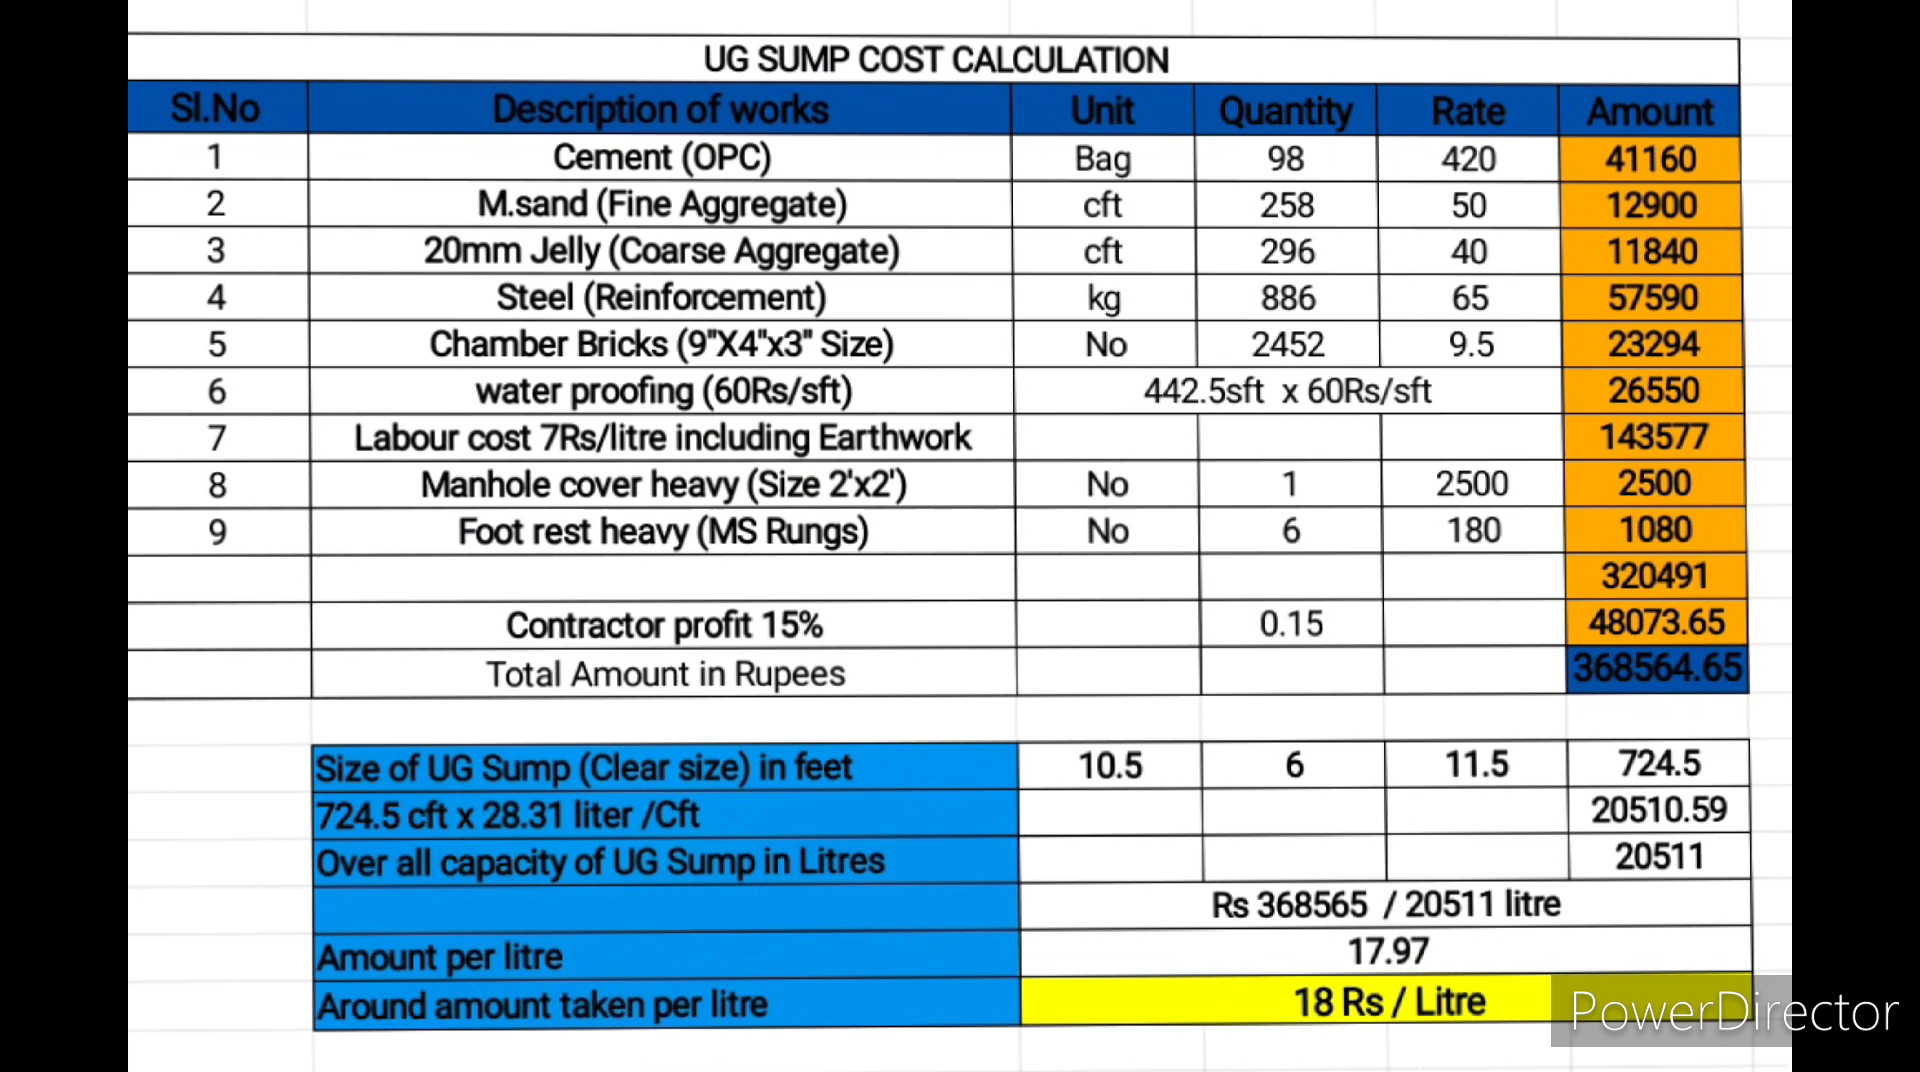 UG SUMP COST CALCULATION
Sl.No Description of works Unit Quantity Rate Amount
1 Cement (OPC) Bag 98 420 41160
2 M.sand (Fine Aggregate) cft 258 50 12900
3 20mm Jelly (Coarse Aggregate) cft 296 40 11840
4 Steel (Reinforcement) kg 886 65 57590
5 Chamber Bricks (9"X4"x3" Size) No 2452 9.5 23294
6 water proofing (60Rs/sft) 442.5sft x 60Rs/sft 26550
7 Labour cost 7Rs/litre including Earthwork 143577
8 Manhole cover heavy (Size 2'x2') No 1 2500 2500
9 Foot rest heavy (MS Rungs) No 6 180 1080
320491
Contractor profit 15% 0.15 48073.65
Total Amount in Rupees 368564.65
Size of UG Sump (Clear size) in feet 10.5 6 11.5 724.5
724.5 cft x 28.31 liter /Cft 20510.59
Over all capacity of UG Sump in Litres 20511
Rs 368565 / 20511 litre
Amount per litre 17.97
Around amount taken per litre 18 Rs / Litre
PowerDirector